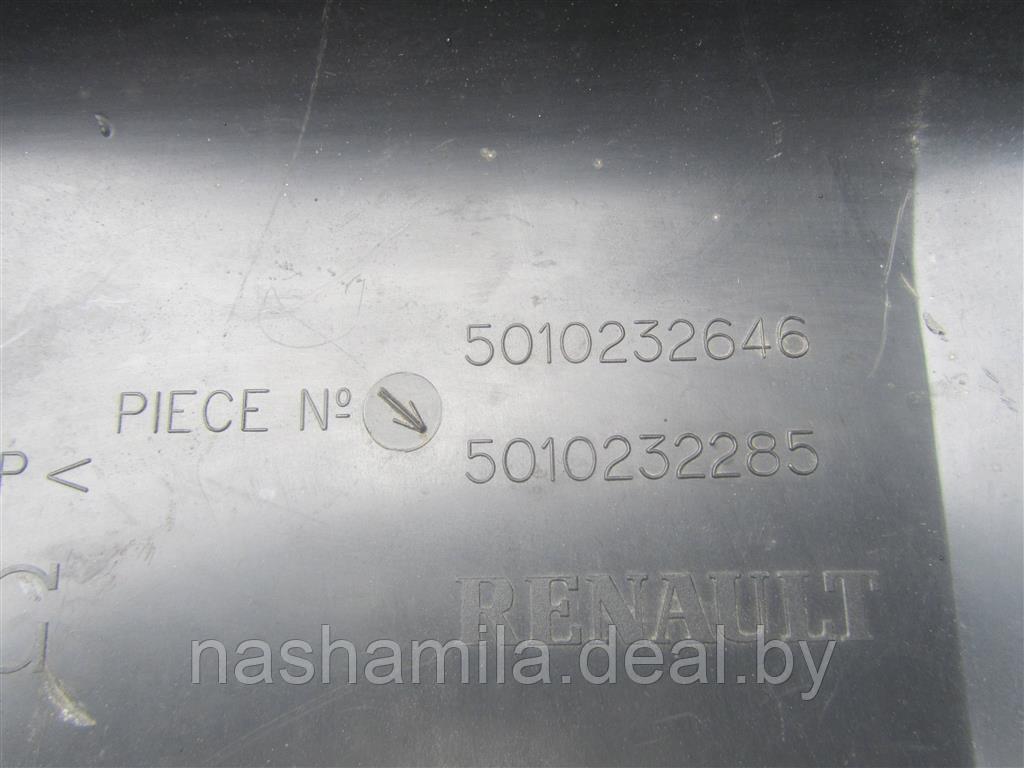 5010232646
PIECE Nº
5010232285
P<
G
RENAULT
nashamila.deal.by